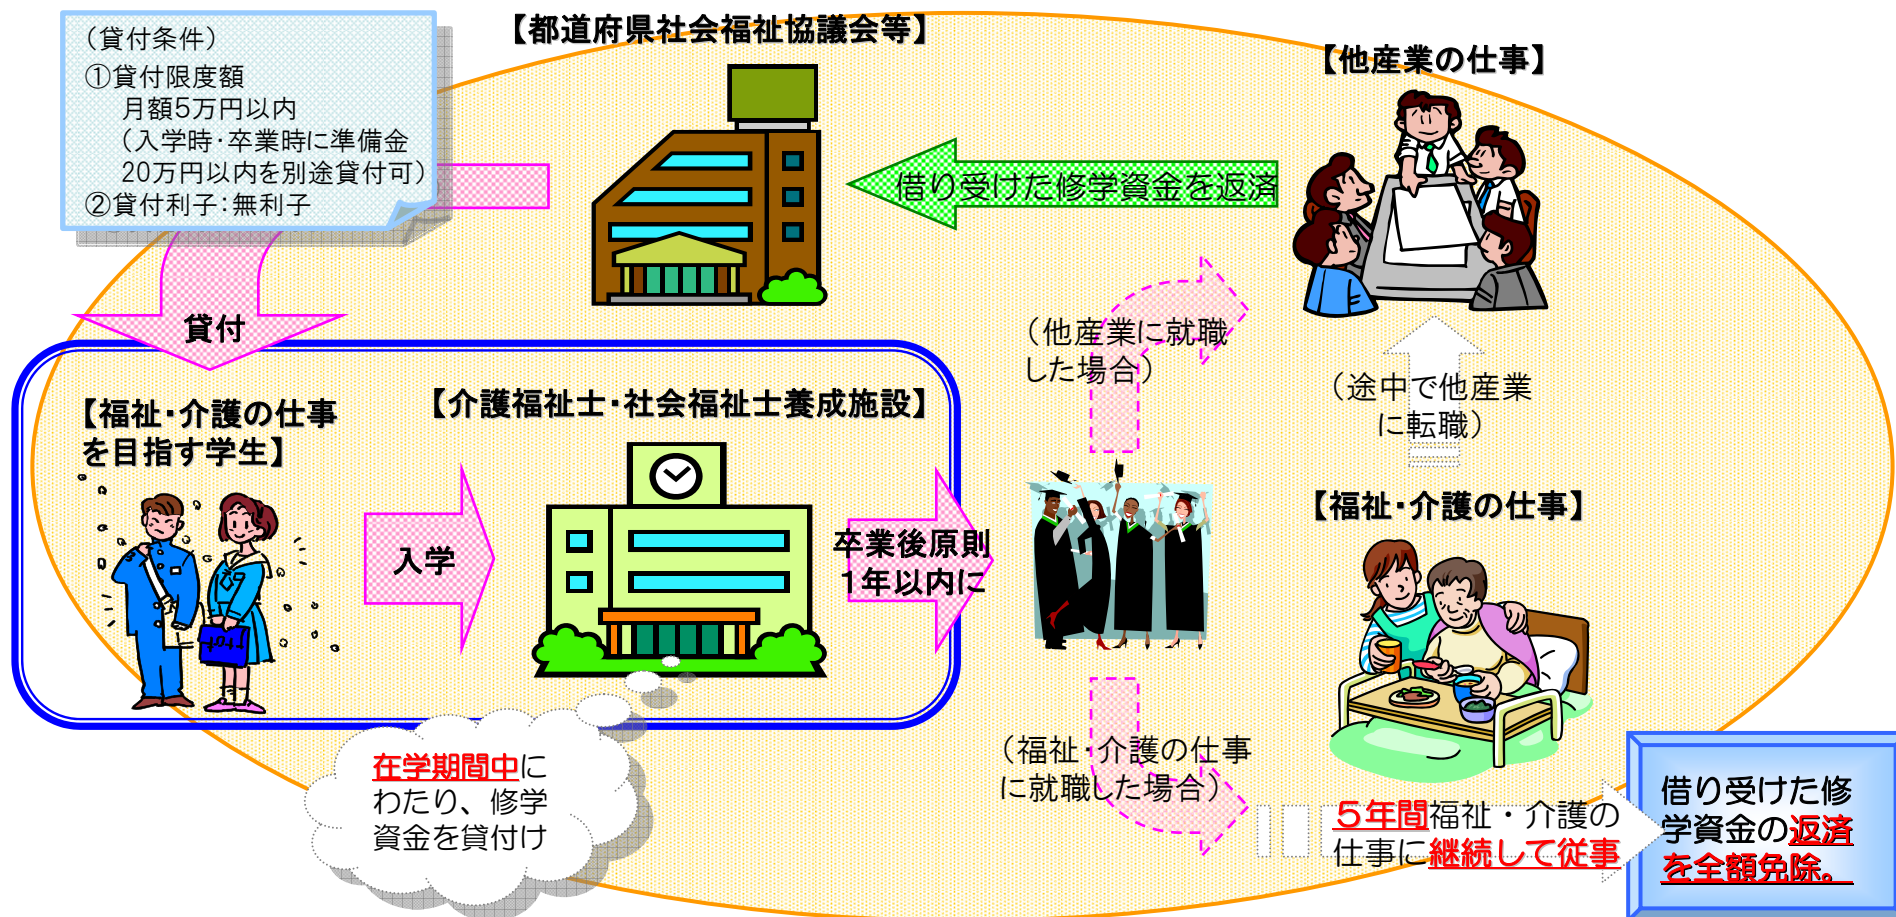 （貸付条件）
①貸付限度額
月額5万円以内
（入学時・卒業時に準備金
20万円以内を別途貸付可）
②貸付利子：無利子
【都道府県社会福祉協議会等】
【他産業の仕事】
借り受けた修学資金を返済
貸付
（他産業に就職
した場合）
（途中で他産業
に転職）
【福祉・介護の仕事
を目指す学生】
【介護福祉士・社会福祉士養成施設】
入学
卒業後原則
１年以内に
【福祉・介護の仕事】
（福祉・介護の仕事
に就職した場合）
在学期間中に
わたり、修学
資金を貸付け
５年間福祉・介護の
仕事に継続して従事
借り受けた修
学資金の返済
を全額免除。